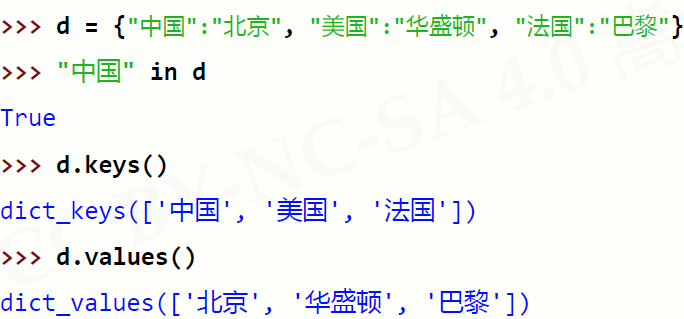 >>> d = {"中国":"北京", "美国":"华盛顿", "法国":"巴黎"}
>>> "中国" in d
True
>>> d.keys()
dict_keys(['中国', '美国', '法国'])
>>> d.values()
dict_values(['北京', '华盛顿', '巴黎'])
CC BY-NC-SA 4.0 嵩